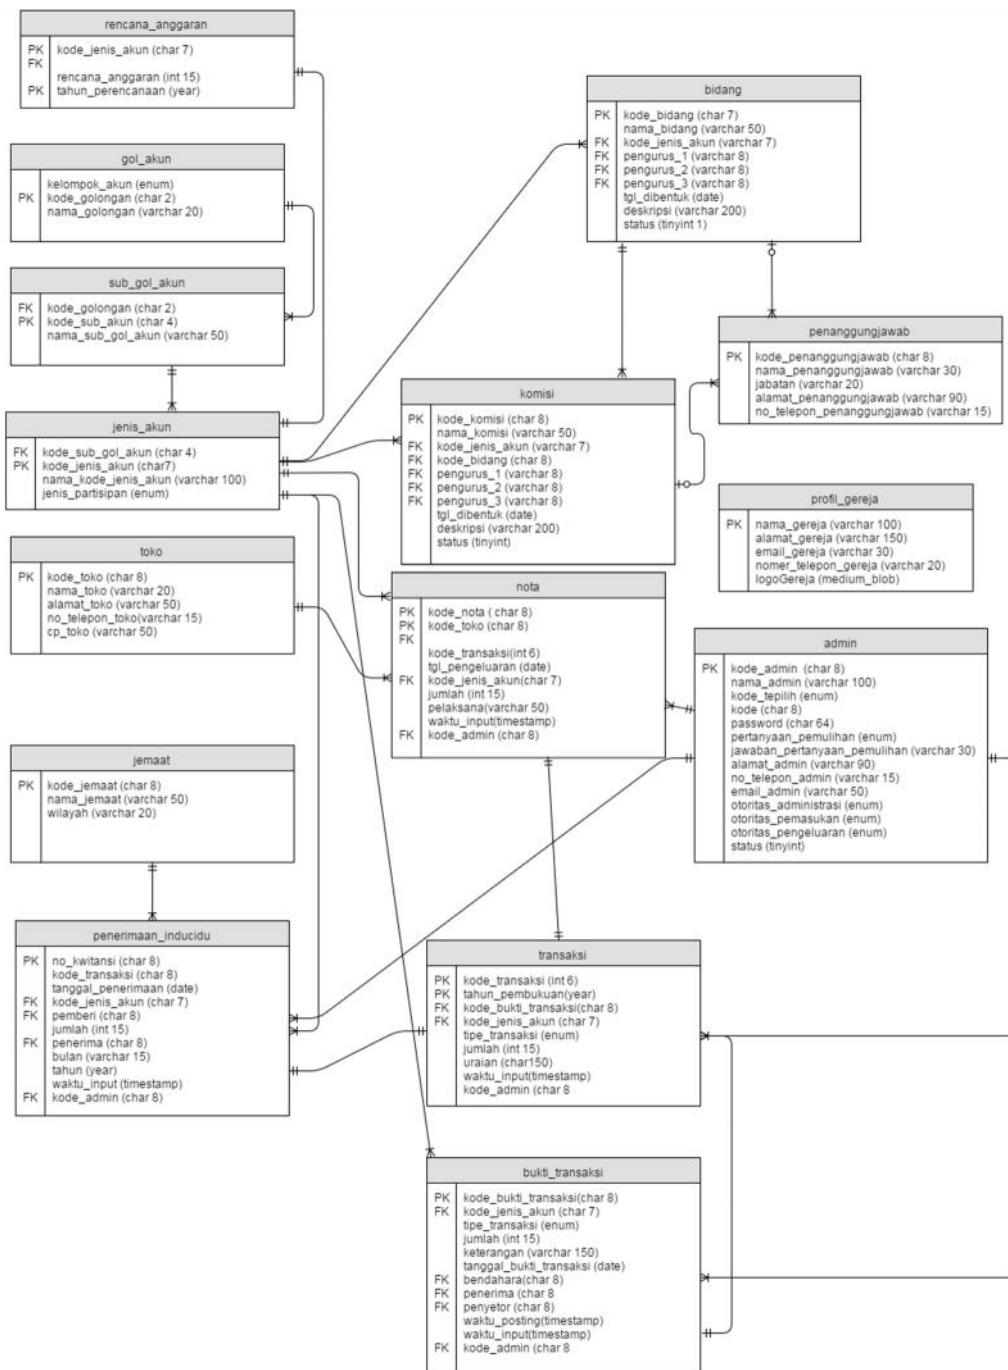 rencana_anggaran
PK kode_jenis_akun (char 7)
FK
rencana_anggaran (int 15)
PK tahun_perencanaan (year)
gol_akun
kelompok_akun (enum)
PK kode_golongan (char 2)
nama_golongan (varchar 20)
sub_gol_akun
FK kode_golongan (char 2)
PK kode_sub_akun (char 4)
nama_sub_gol_akun (varchar 50)
jenis_akun
FK kode_sub_gol_akun (char 4)
PK kode_jenis_akun (char7)
nama_kode_jenis_akun (varchar 100)
jenis_partisipan (enum)
toko
PK kode_toko (char 8)
nama_toko (varchar 20)
alamat_toko (varchar 50)
no_telepon_toko(varchar 15)
cp_toko (varchar 50)
jemaat
PK kode_jemaat (char 8)
nama_jemaat (varchar 50)
wilayah (varchar 20)
penerimaan_inducidu
PK no_kwitansi (char 8)
kode_transaksi (char 8)
tanggal_penerimaan (date)
FK kode_jenis_akun (char 7)
FK pemberi (char 8)
jumlah (int 15)
FK penerima (char 8)
bulan (varchar 15)
tahun (year)
waktu_input (timestamp)
FK kode_admin (char 8)
bidang
PK kode_bidang (char 7)
nama_bidang (varchar 50)
FK kode_jenis_akun (varchar 7)
FK pengurus_1 (varchar 8)
FK pengurus_2 (varchar 8)
FK pengurus_3 (varchar 8)
tgl_dibentuk (date)
deskripsi (varchar 200)
status (tinyint 1)
penanggungjawab
PK kode_penanggungjawab (char 8)
nama_penanggungjawab (varchar 30)
jabatan (varchar 20)
alamat_penanggungjawab (varchar 90)
no_telepon_penanggungjawab (varchar 15)
komisi
PK kode_komisi (char 8)
nama_komisi (varchar 50)
FK kode_jenis_akun (varchar 7)
FK kode_bidang (char 8)
FK pengurus_1 (varchar 8)
FK pengurus_2 (varchar 8)
FK pengurus_3 (varchar 8)
tgl_dibentuk (date)
deskripsi (varchar 200)
status (tinyint)
profil_gereja
PK nama_gereja (varchar 100)
alamat_gereja (varchar 150)
email_gereja (varchar 30)
nomer_telepon_gereja (varchar 20)
logoGereja (medium_blob)
nota
PK kode_nota ( char 8)
PK kode_toko (char 8)
FK
kode_transaksi(int 6)
tgl_pengeluaran (date)
FK kode_jenis_akun(char 7)
jumlah (int 15)
pelaksana(varchar 50)
waktu_input(timestamp)
FK kode_admin (char 8)
admin
PK kode_admin (char 8)
nama_admin (varchar 100)
kode_tepilih (enum)
kode (char 8)
password (char 64)
pertanyaan_pemulihan (enum)
jawaban_pertanyaan_pemulihan (varchar 30)
alamat_admin (varchar 90)
no_telepon_admin (varchar 15)
email_admin (varchar 50)
otoritas_administrasi (enum)
otoritas_pemasukan (enum)
otoritas_pengeluaran (enum)
status (tinyint)
transaksi
PK kode_transaksi (int 6)
PK tahun_pembukuan(year)
FK kode_bukti_transaksi(char 8)
FK kode_jenis_akun (char 7)
tipe_transaksi (enum)
jumlah (int 15)
uraian (char150)
waktu_input(timestamp)
kode_admin (char 8
bukti_transaksi
PK kode_bukti_transaksi(char 8)
FK kode_jenis_akun (char 7)
tipe_transaksi (enum)
jumlah (int 15)
keterangan (varchar 150)
tanggal_bukti_transaksi (date)
FK bendahara(char 8)
FK penerima (char 8
FK penyetor (char 8)
waktu_posting(timestamp)
waktu_input(timestamp)
FK kode_admin (char 8